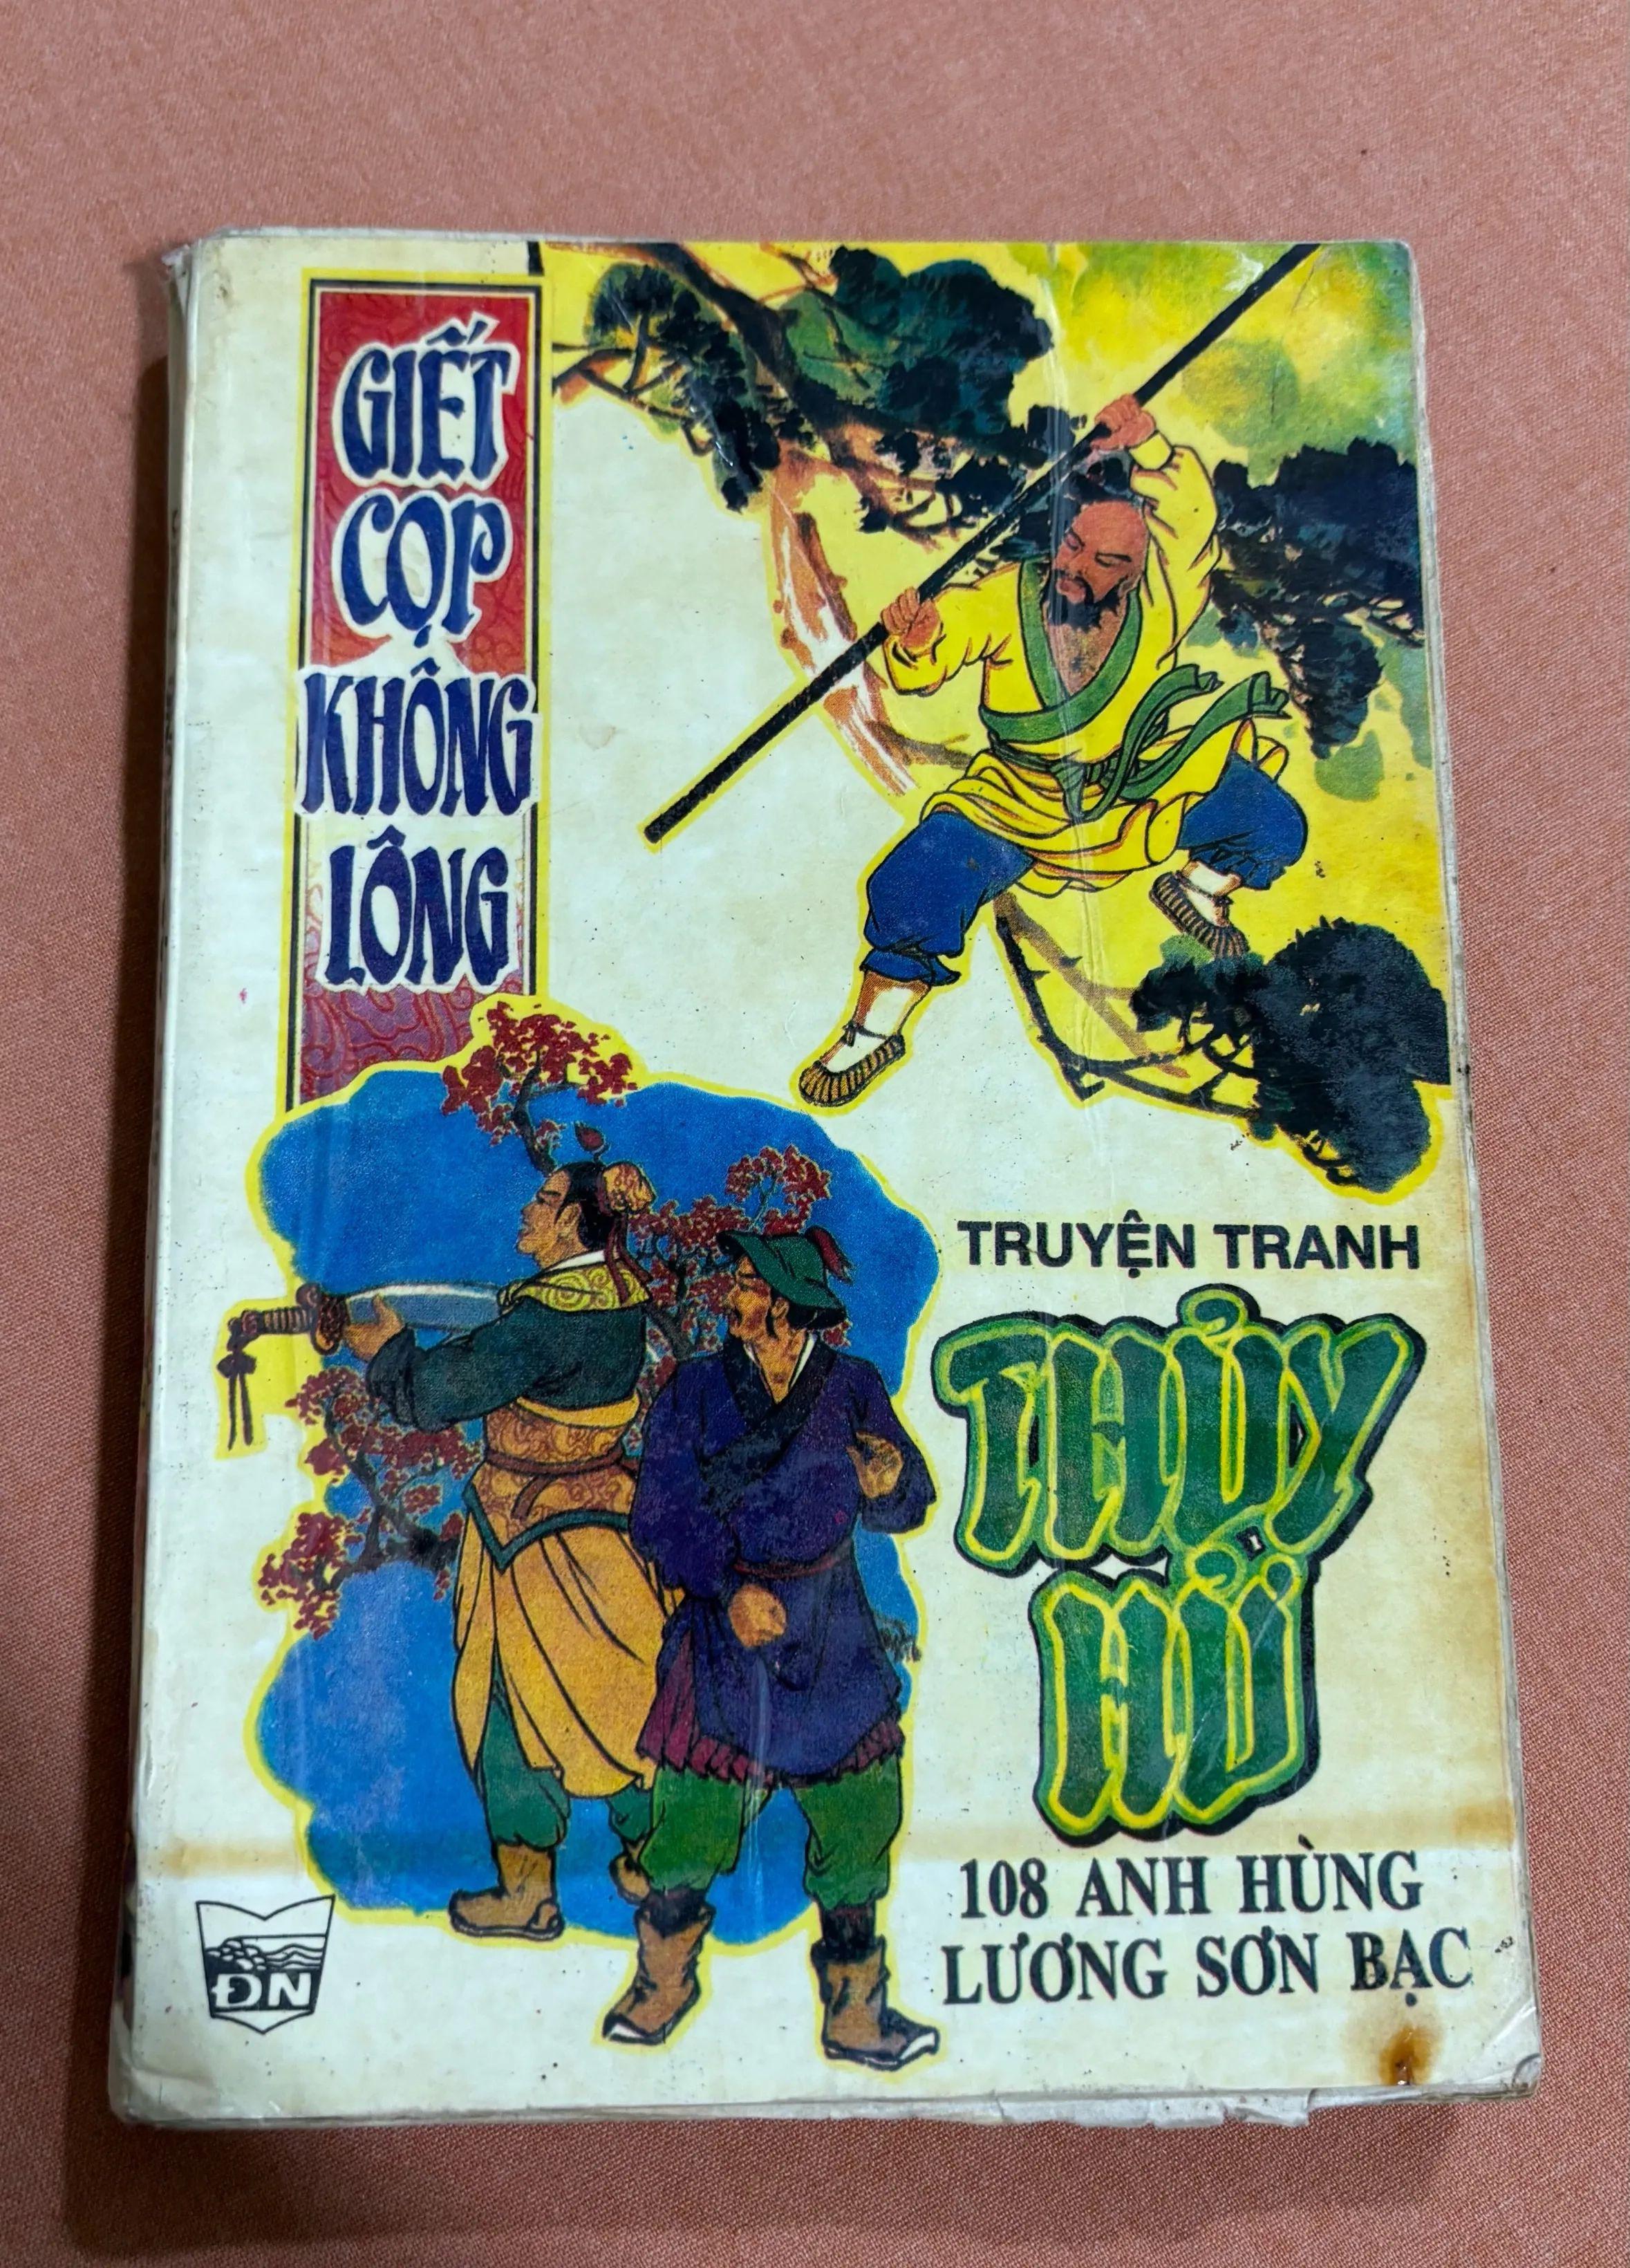 GIẾT
CỌP
KHÔNG
LÔNG
TRUYỆN TRANH
THỦY
HỬ
108 ANH HÙNG
LƯƠNG SƠN BẠC
ĐN